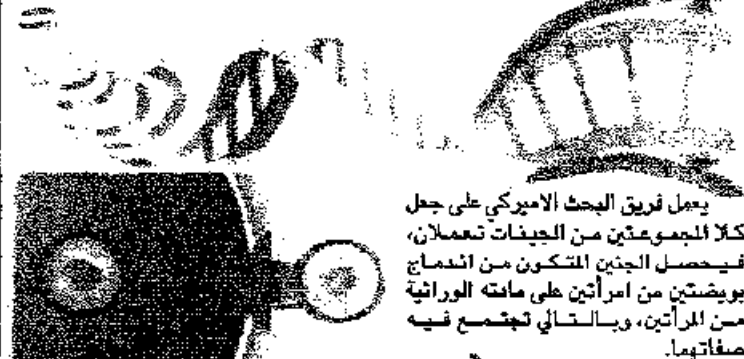 يعمل فريق البحث الاميركي على جعل
كلا المجموعتين من الجينات تعملان،
فيحصل الجنين المتكون من اندماج
بويضتين من امرأتين على مادته الوراثية
من المرأتين، وبالتالي تجتمع فيه
صفاتهما.